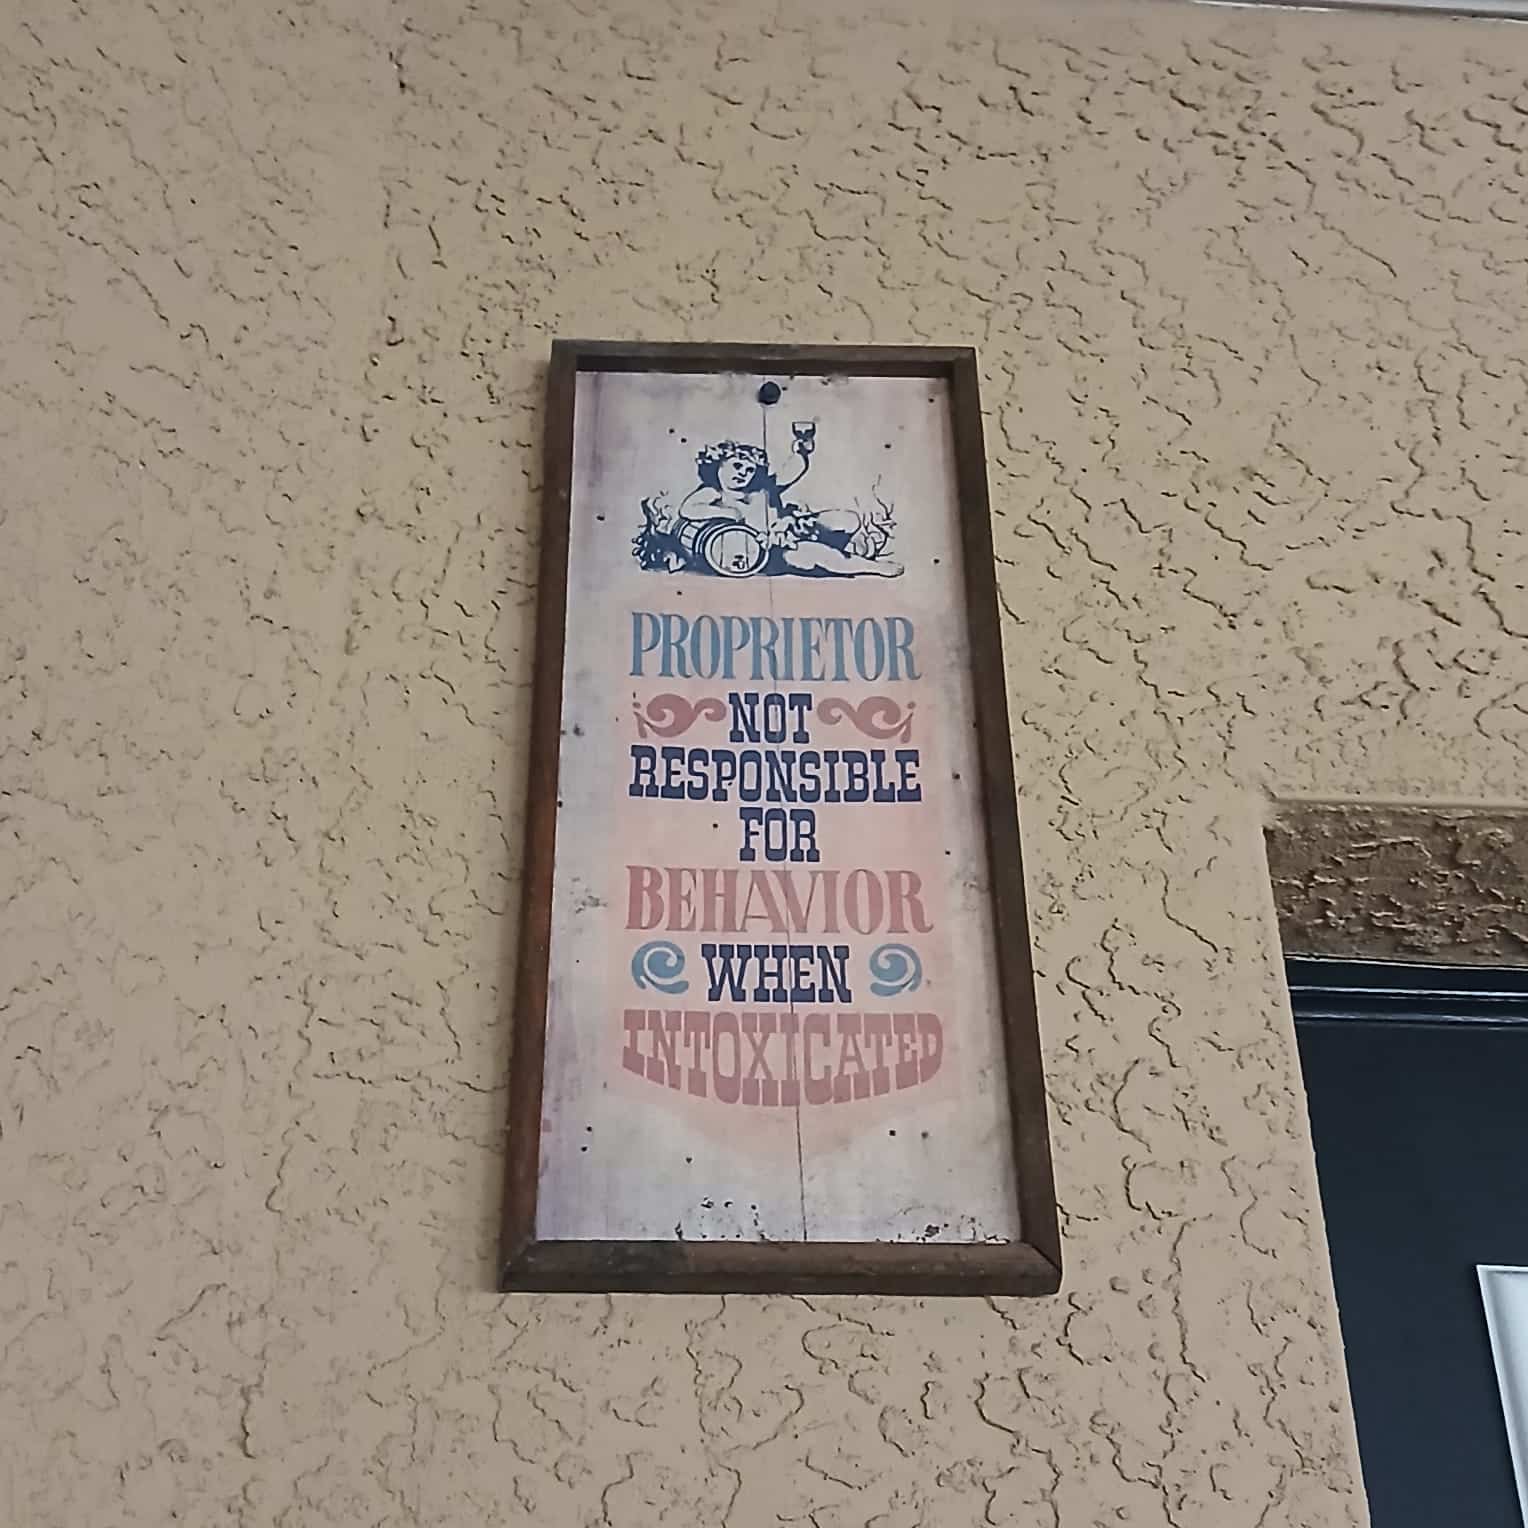 PROPRIETOR
NOT
RESPONSIBLE
FOR
BEHAVIOR
WHEN
INTOXICATED